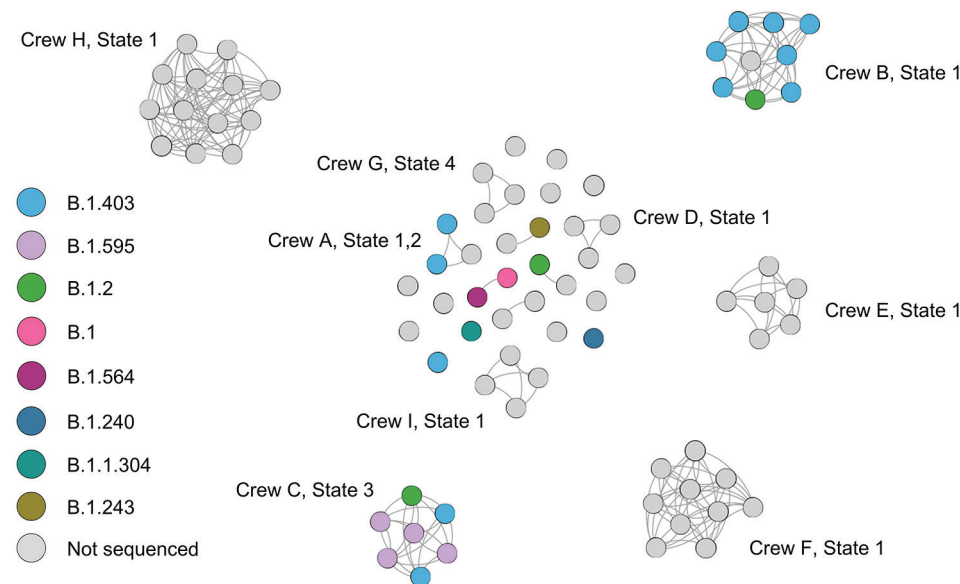 Crew H, State 1
Crew B, State 1
Crew G, State 4
Crew D, State 1
Crew A, State 1,2
Crew E, State 1
Crew I, State 1
Crew C, State 3
Crew F, State 1
B.1.403
B.1.595
B.1.2
B.1
B.1.564
B.1.240
B.1.1.304
B.1.243
Not sequenced